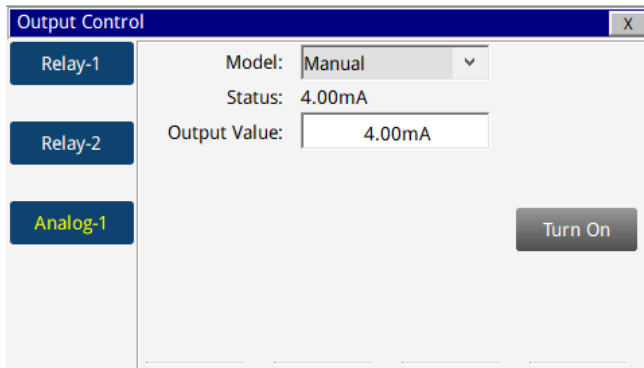 Output Control
X
Relay-1
Relay-2
Analog-1
Model: Manual
Status: 4.00mA
Output Value: 4.00mA
Turn On